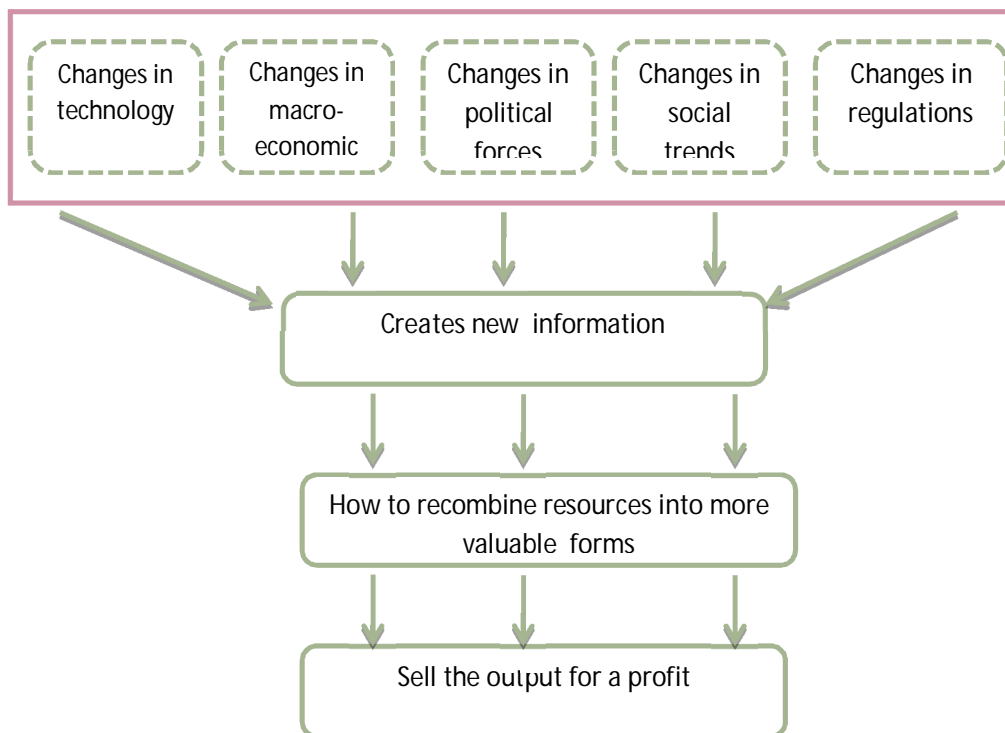 Changes in
technology
Changes in
macro-
economic
Changes in
political
forces
Changes in
social
trends
Changes in
regulations
Creates new information
How to recombine resources into more
valuable forms
Sell the output for a profit